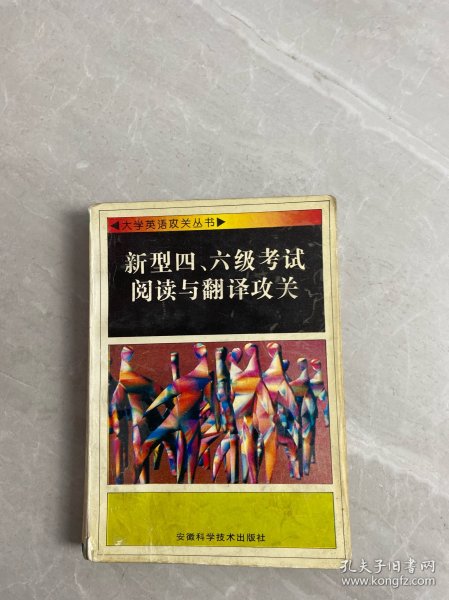 ◀大学英语攻关丛书▶
新型四、六级考试
阅读与翻译攻关
安徽科学技术出版社
孔夫子旧书网
www.kongfz.com